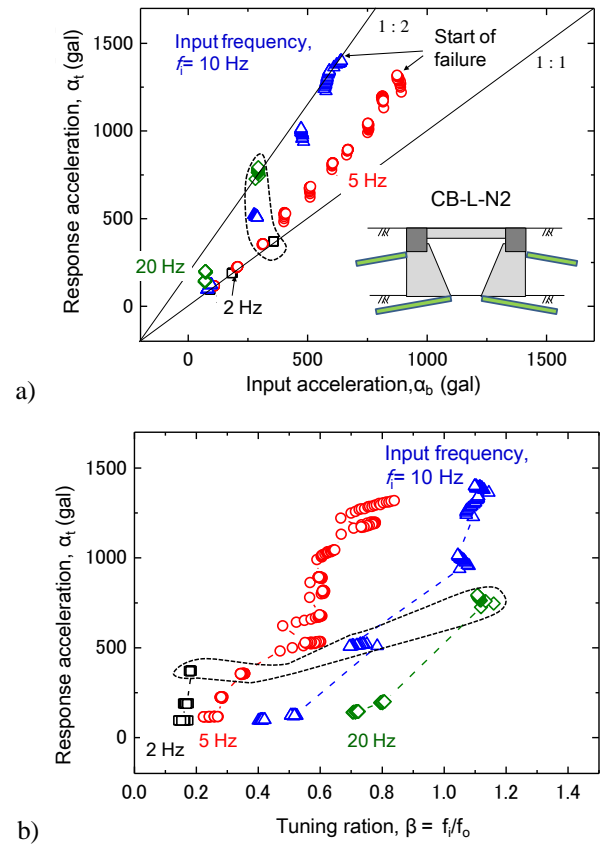 Input frequency,
fi= 10 Hz
1 : 2
Start of
failure
1 : 1
5 Hz
CB-L-N2
20 Hz
2 Hz
Response acceleration, αt (gal)
1500
1000
500
0
0 500 1000 1500
Input acceleration,αb (gal)
a)
Input frequency,
fi= 10 Hz
Response acceleration, αt (gal)
1500
1000
500
0
2 Hz
5 Hz
20 Hz
0.0 0.2 0.4 0.6 0.8 1.0 1.2 1.4
Tuning ration, β = fi/fo
b)